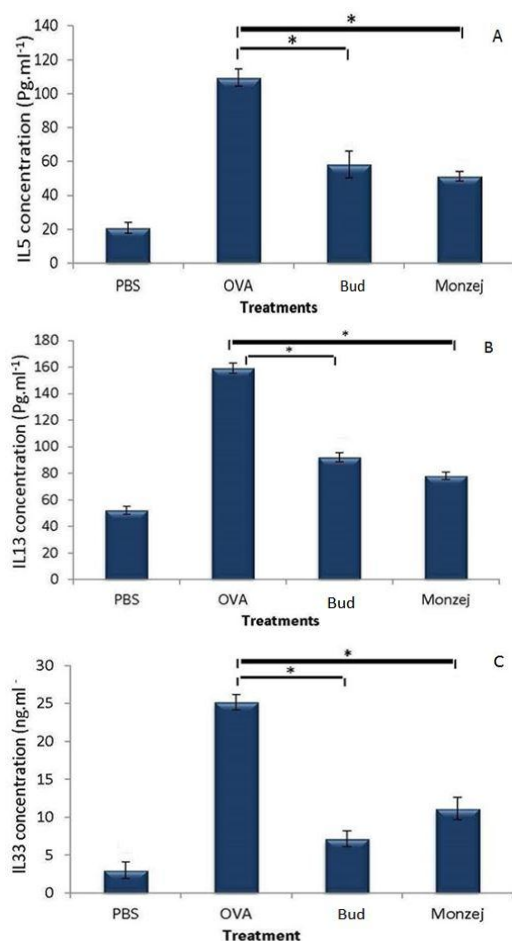 A
*
*
IL5 concentration (Pg.ml⁻¹)
140
120
100
80
60
40
20
0
PBS OVA Bud Monzej
Treatments
B
*
*
IL13 concentration (Pg.ml⁻¹)
180
160
140
120
100
80
60
40
20
0
PBS OVA Bud Monzej
Treatments
C
*
*
IL33 concentration (ng.ml⁻
30
25
20
15
10
5
0
PBS OVA Bud Monzej
Treatment